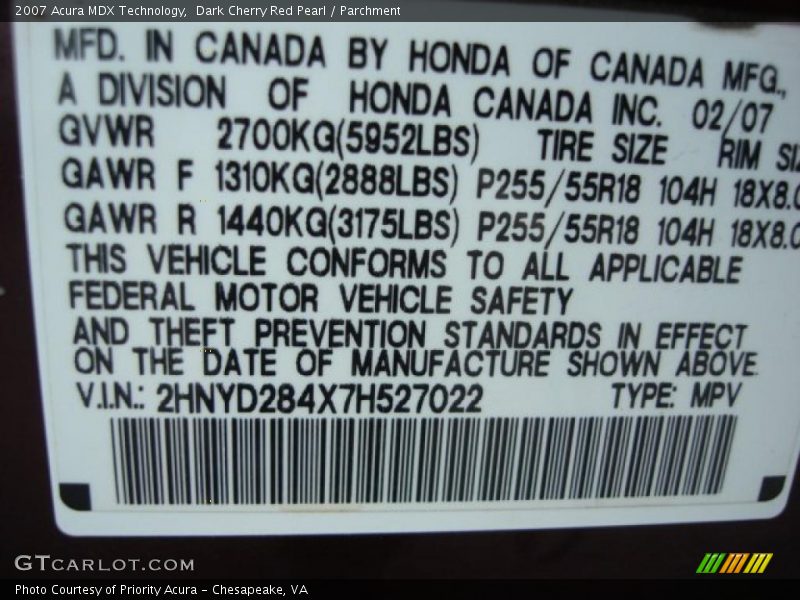 2007 Acura MDX Technology, Dark Cherry Red Pearl / Parchment
MFD. IN CANADA BY HONDA OF CANADA MFG.,
A DIVISION OF HONDA CANADA INC. 02/07
GVWR 2700KG(5952LBS) TIRE SIZE RIM
GAWR F 1310KG(2888LBS) P255/55R18 104H 18X8.0
GAWR R 1440KG(3175LBS) P255/55R18 104H 18X8.0
THIS VEHICLE CONFORMS TO ALL APPLICABLE
FEDERAL MOTOR VEHICLE SAFETY
AND THEFT PREVENTION STANDARDS IN EFFECT
ON THE DATE OF MANUFACTURE SHOWN ABOVE
V.I.N.: 2HNYD284X7H527022 TYPE: MPV
GTCARLOT.COM
Photo Courtesy of Priority Acura - Chesapeake, VA